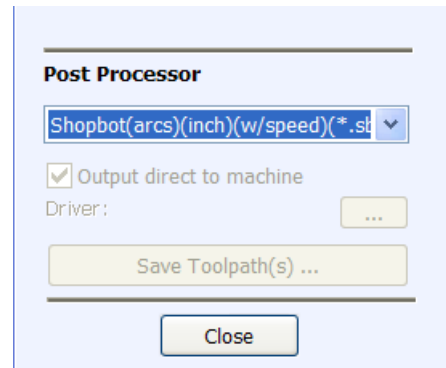 Post Processor
Shopbot(arcs)(inch)(w/speed)(*.sb
Output direct to machine
Driver:
...
Save Toolpath(s) ...
Close